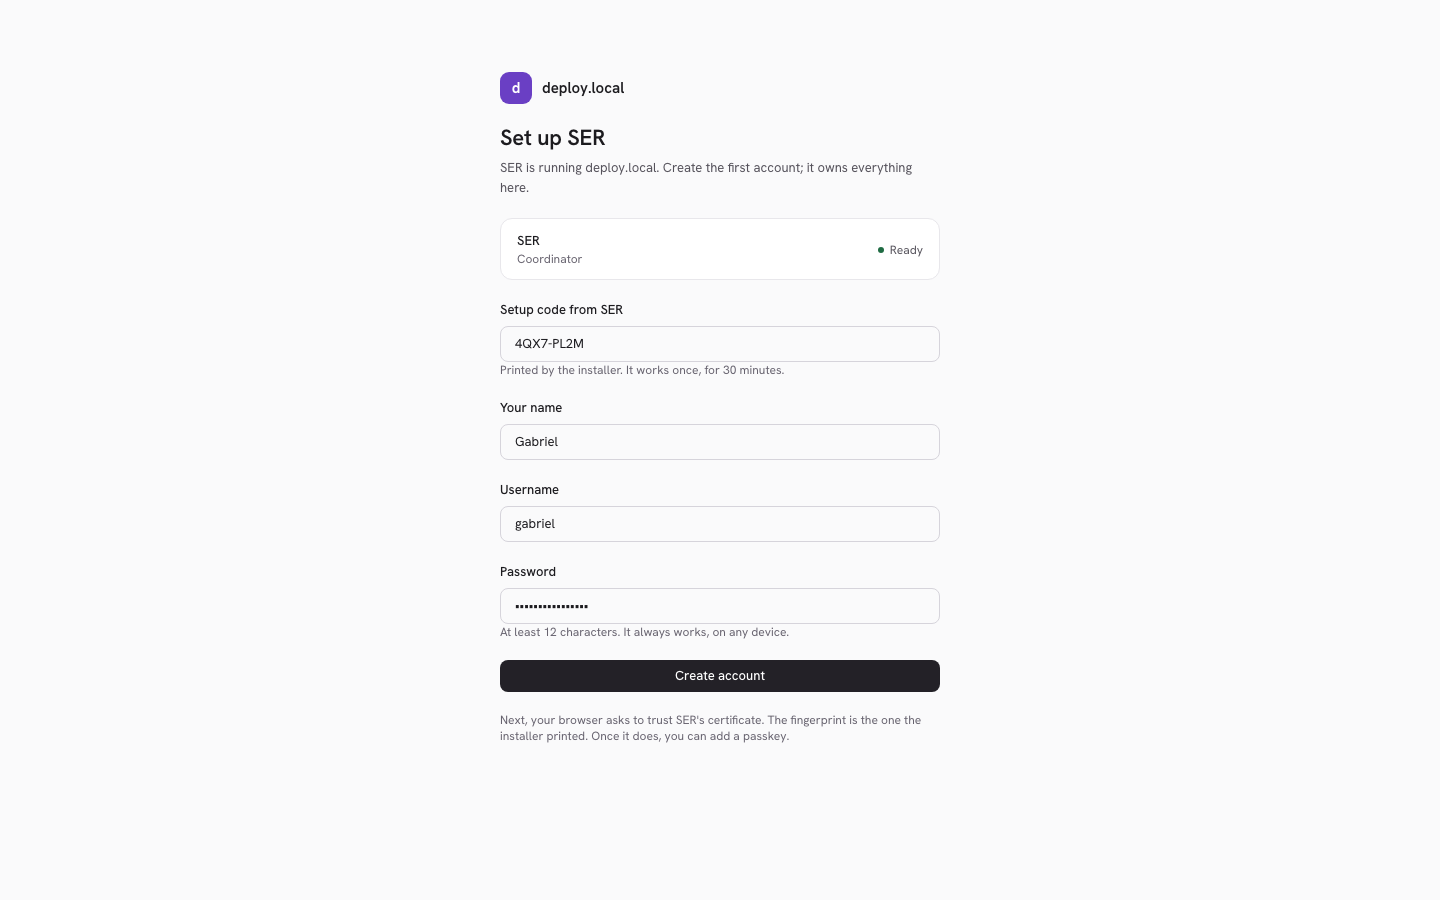 d deploy.local
Set up SER
SER is running deploy.local. Create the first account; it owns everything
here.
SER
Coordinator
Ready
Setup code from SER
4QX7-PL2M
Printed by the installer. It works once, for 30 minutes.
Your name
Gabriel
Username
gabriel
Password
••••••••••••••••
At least 12 characters. It always works, on any device.
Create account
Next, your browser asks to trust SER's certificate. The fingerprint is the one the
installer printed. Once it does, you can add a passkey.